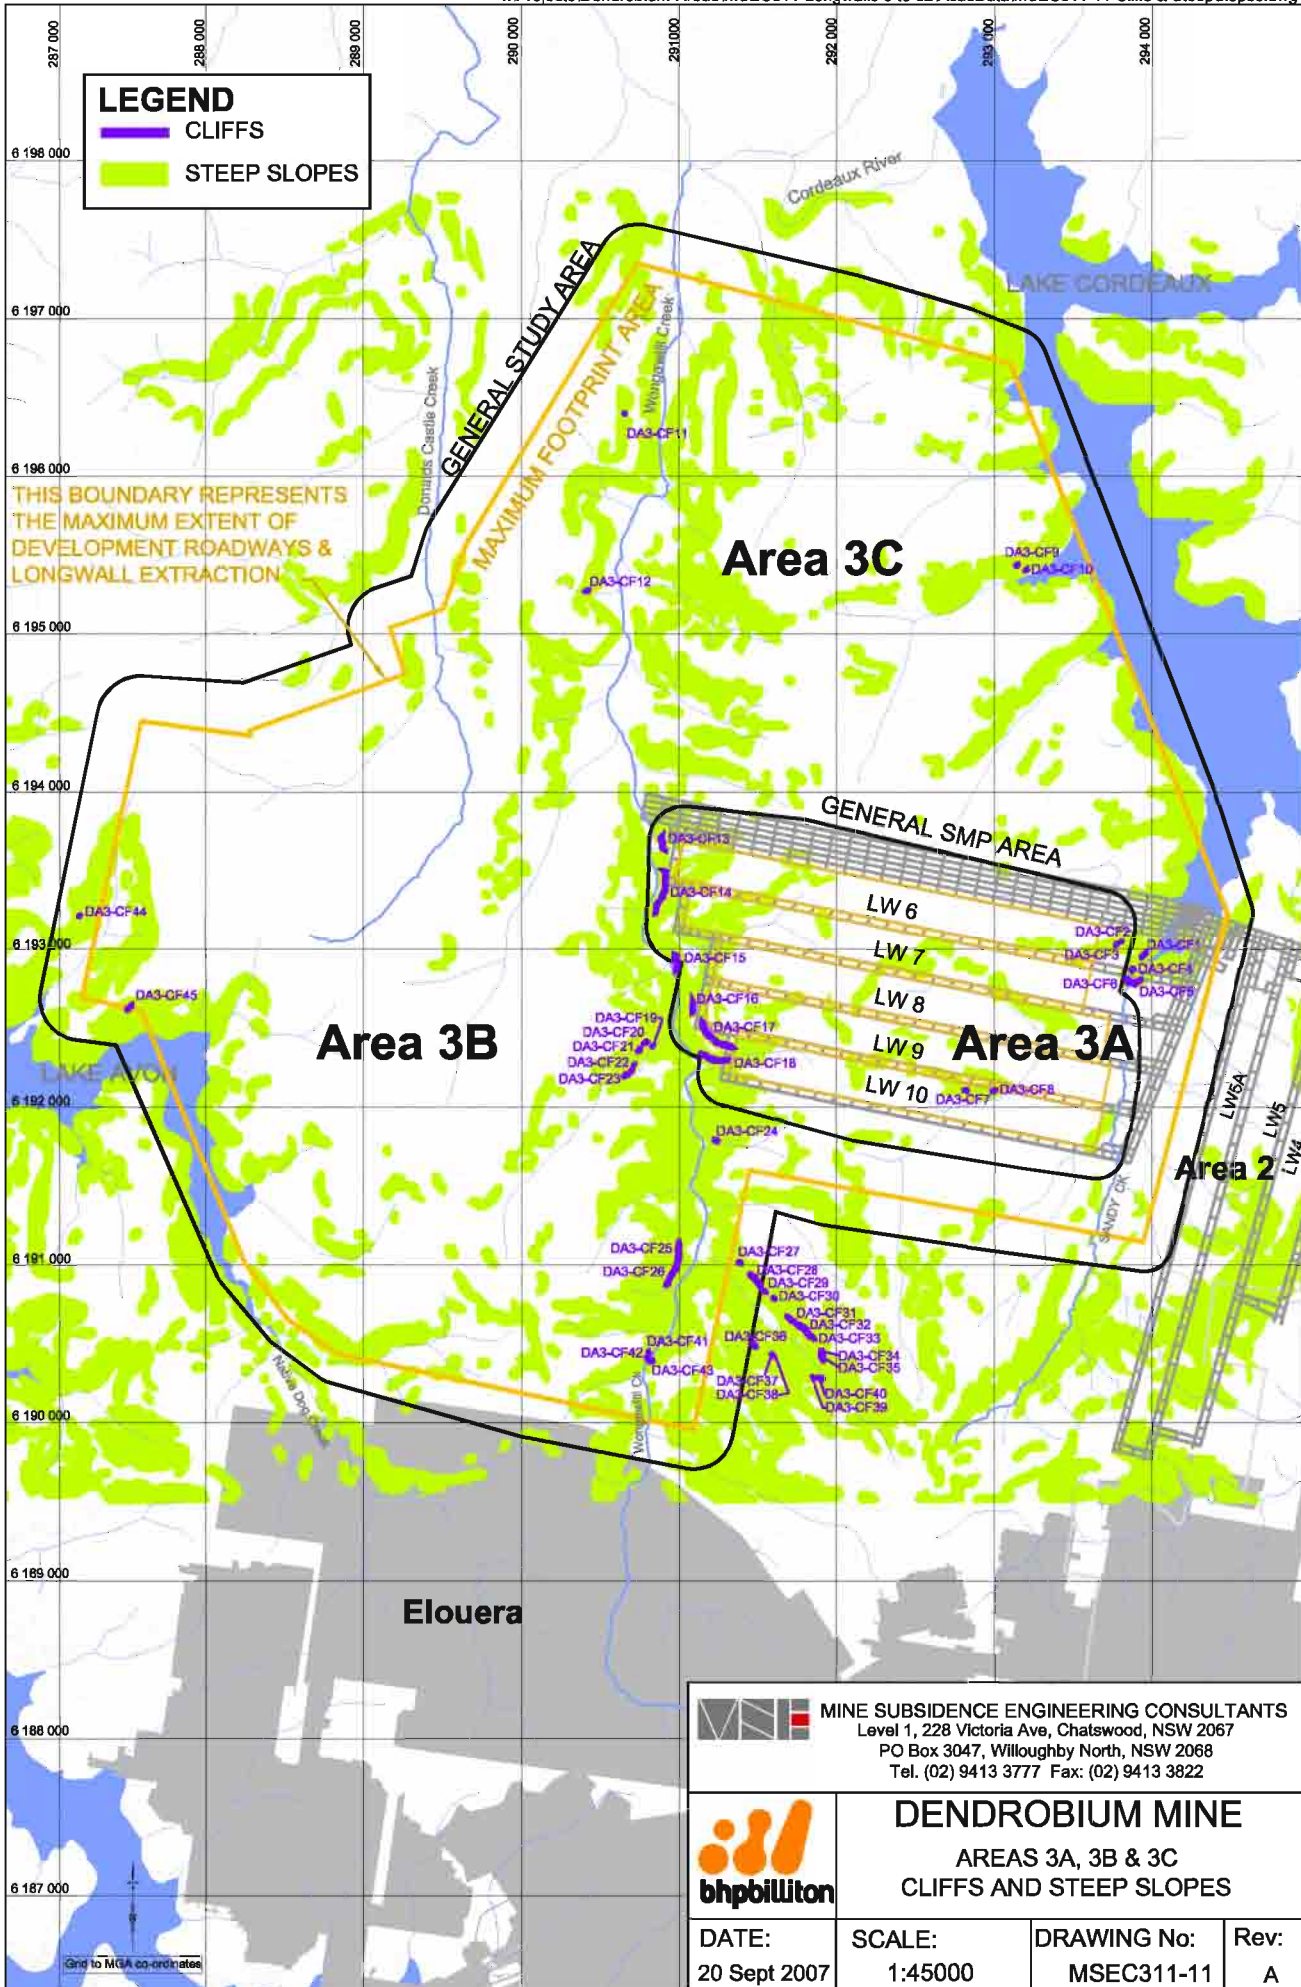 287 000
288 000
289 000
290 000
291000
292 000
293 000
294 000
LEGEND
CLIFFS
STEEP SLOPES
6 198 000
6 197 000
6 196 000
6 195 000
6 194 000
6 193 000
6 192 000
6 191 000
6 190 000
6 189 000
6 188 000
6 187 000
Cordeaux River
LAKE CORDEAUX
GENERAL STUDY AREA
MAXIMUM FOOTPRINT AREA
Wongawilli Creek
Donalds Castle Creek
DA3-CF11
THIS BOUNDARY REPRESENTS
THE MAXIMUM EXTENT OF
DEVELOPMENT ROADWAYS &
LONGWALL EXTRACTION
Area 3C
DA3-CF9
DA3-CF10
DA3-CF12
GENERAL SMP AREA
DA3-CF13
DA3-CF14
LW 6
LW 7
LW 8
LW 9
LW 10
DA3-CF44
DA3-CF2
DA3-CF1
DA3-CF3
DA3-CF4
DA3-CF6
DA3-CF5
DA3-CF15
DA3-CF45
DA3-CF16
DA3-CF19
DA3-CF20
DA3-CF17
DA3-CF21
DA3-CF22
DA3-CF18
DA3-CF23
Area 3B
Area 3A
LAKE AVON
DA3-CF7
DA3-CF8
LW5A
LW5
LW4
DA3-CF24
Area 2
SANDY CK
DA3-CF25
DA3-CF26
DA3-CF27
DA3-CF28
DA3-CF29
DA3-CF30
DA3-CF31
DA3-CF32
DA3-CF33
DA3-CF34
DA3-CF35
DA3-CF36
DA3-CF37
DA3-CF38
DA3-CF40
DA3-CF39
DA3-CF41
DA3-CF42
DA3-CF43
Native Dog Creek
Wongawilli Ck
Elouera
Grid to MGA co-ordinates
MINE SUBSIDENCE ENGINEERING CONSULTANTS
Level 1, 228 Victoria Ave, Chatswood, NSW 2067
PO Box 3047, Willoughby North, NSW 2068
Tel. (02) 9413 3777 Fax: (02) 9413 3822
bhpbilliton
DENDROBIUM MINE
AREAS 3A, 3B & 3C
CLIFFS AND STEEP SLOPES
DATE:
20 Sept 2007
SCALE:
1:45000
DRAWING No:
MSEC311-11
Rev:
A